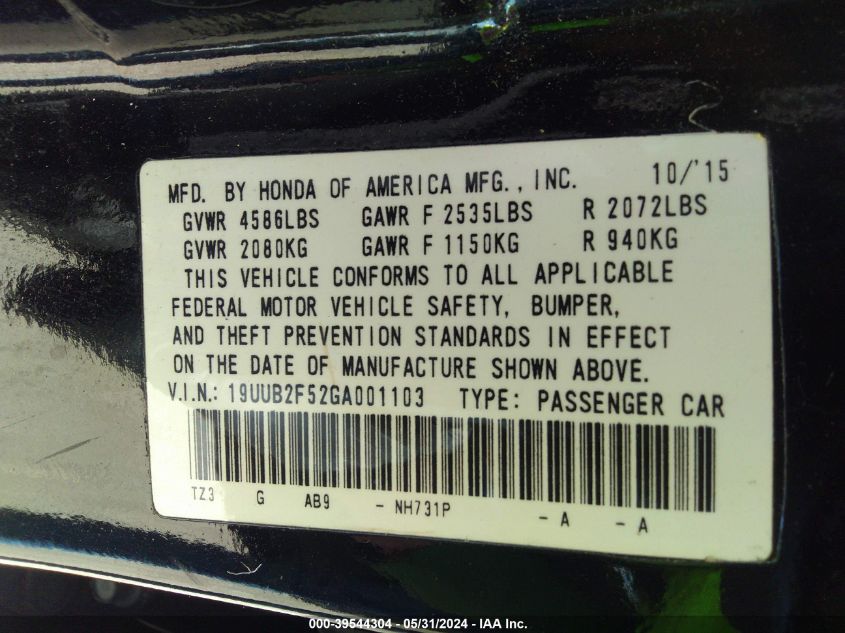 MFD. BY HONDA OF AMERICA MFG., INC. 10/'15
GVWR 4586LBS GAWR F 2535LBS R 2072LBS
GVWR 2080KG GAWR F 1150KG R 940KG
THIS VEHICLE CONFORMS TO ALL APPLICABLE
FEDERAL MOTOR VEHICLE SAFETY, BUMPER,
AND THEFT PREVENTION STANDARDS IN EFFECT
ON THE DATE OF MANUFACTURE SHOWN ABOVE.
V.I.N.: 19UUB2F52GA001103 TYPE: PASSENGER CAR
TZ3 G AB9 - NH731P - A - A
000-39544304 / 05/31/2024 - IAA Inc.